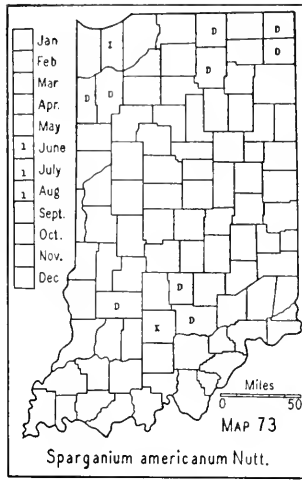 Jan
Feb
Mar
Apr.
May
1 June
1 July
1 Aug
Sept.
Oct.
Nov.
Dec
I
D
D
D
D
D
D
D
D
D
K
Miles
0 50
MAP 73
Sparganium americanum Nutt.